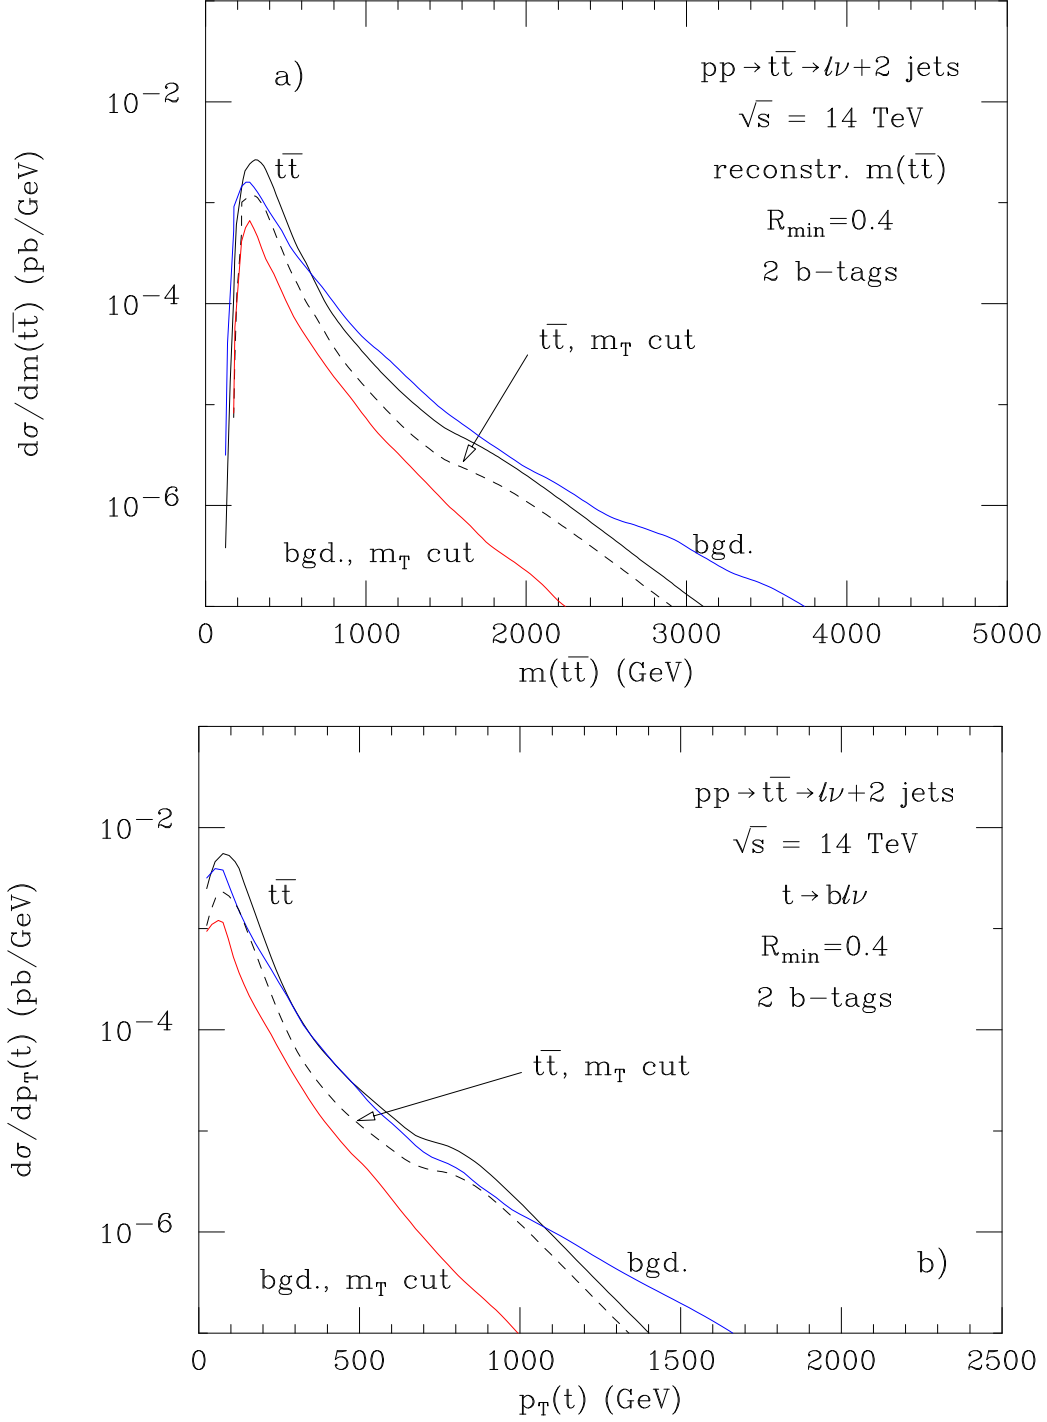 a)
pp→tt̅→lν+2 jets
√s = 14 TeV
reconstr. m(tt̅)
R_min=0.4
2 b−tags
tt̅
tt̅, m_T cut
bgd., m_T cut
bgd.
10^−2
10^−4
10^−6
dσ/dm(tt̅) (pb/GeV)
0 1000 2000 3000 4000 5000
m(tt̅) (GeV)
pp→tt̅→lν+2 jets
√s = 14 TeV
t→blν
R_min=0.4
2 b−tags
tt̅
tt̅, m_T cut
bgd., m_T cut
bgd.
b)
10^−2
10^−4
10^−6
dσ/dp_T(t) (pb/GeV)
0 500 1000 1500 2000 2500
p_T(t) (GeV)